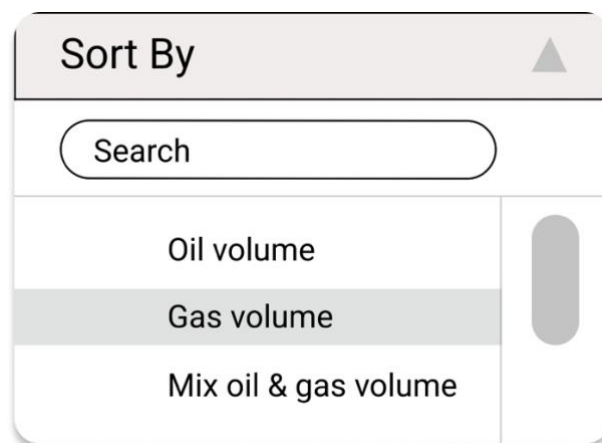 Sort By
Search
Oil volume
Gas volume
Mix oil & gas volume